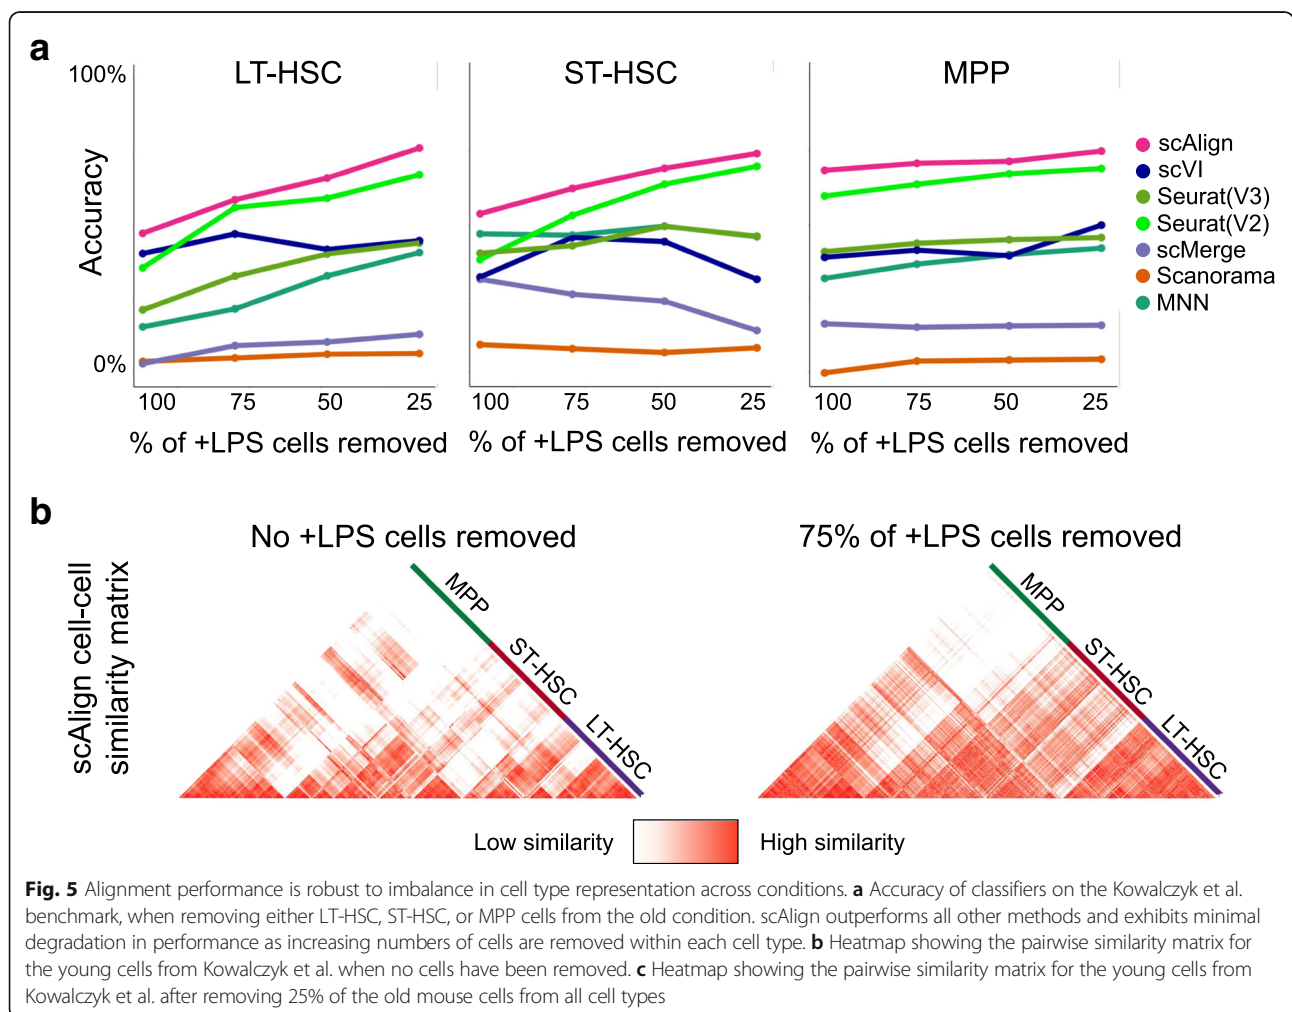 a
LT-HSC
ST-HSC
MPP
100%
Accuracy
0%
100 75 50 25
100 75 50 25
100 75 50 25
% of +LPS cells removed
% of +LPS cells removed
% of +LPS cells removed
scAlign
scVI
Seurat(V3)
Seurat(V2)
scMerge
Scanorama
MNN
b
No +LPS cells removed
75% of +LPS cells removed
scAlign cell-cell
similarity matrix
MPP
ST-HSC
LT-HSC
MPP
ST-HSC
LT-HSC
Low similarity
High similarity
Fig. 5 Alignment performance is robust to imbalance in cell type representation across conditions. a Accuracy of classifiers on the Kowalczyk et al.
benchmark, when removing either LT-HSC, ST-HSC, or MPP cells from the old condition. scAlign outperforms all other methods and exhibits minimal
degradation in performance as increasing numbers of cells are removed within each cell type. b Heatmap showing the pairwise similarity matrix for
the young cells from Kowalczyk et al. when no cells have been removed. c Heatmap showing the pairwise similarity matrix for the young cells from
Kowalczyk et al. after removing 25% of the old mouse cells from all cell types